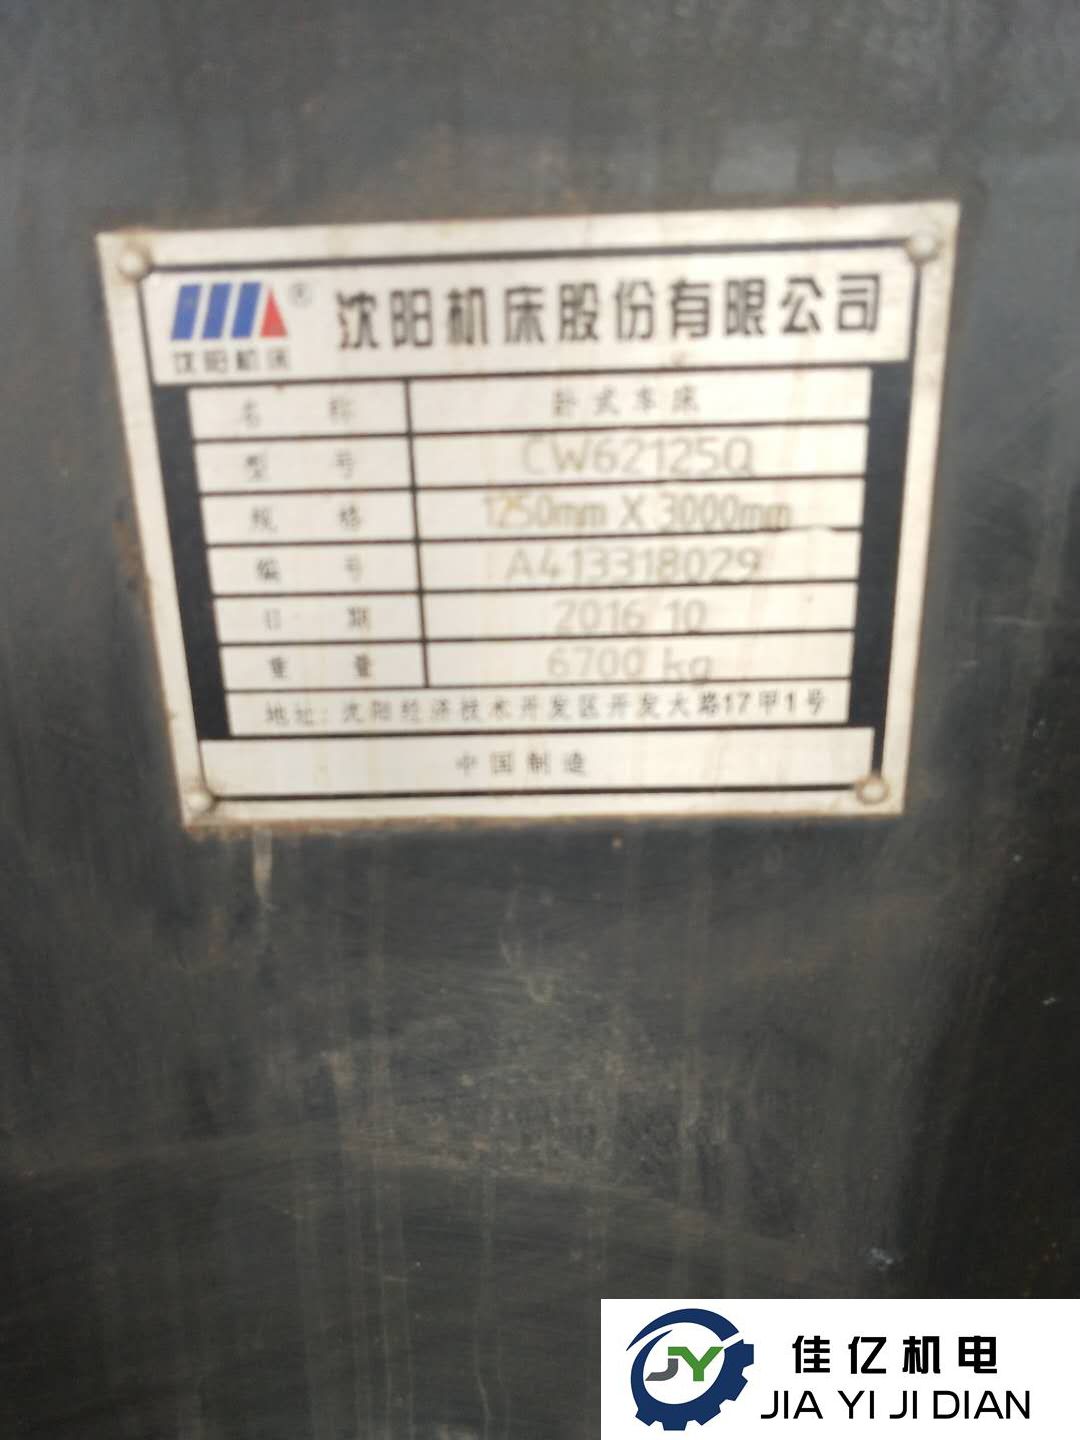 沈阳机床 ® 沈阳机床股份有限公司
名 称 卧式车床
型 号 CW62125Q
规 格 1250mm X 3000mm
编 号 A413318029
日 期 2016 10
重 量 6700 kg
地址: 沈阳经济技术开发区开发大路17甲1号
中国制造
JY 佳亿机电
JIA YI JI DIAN